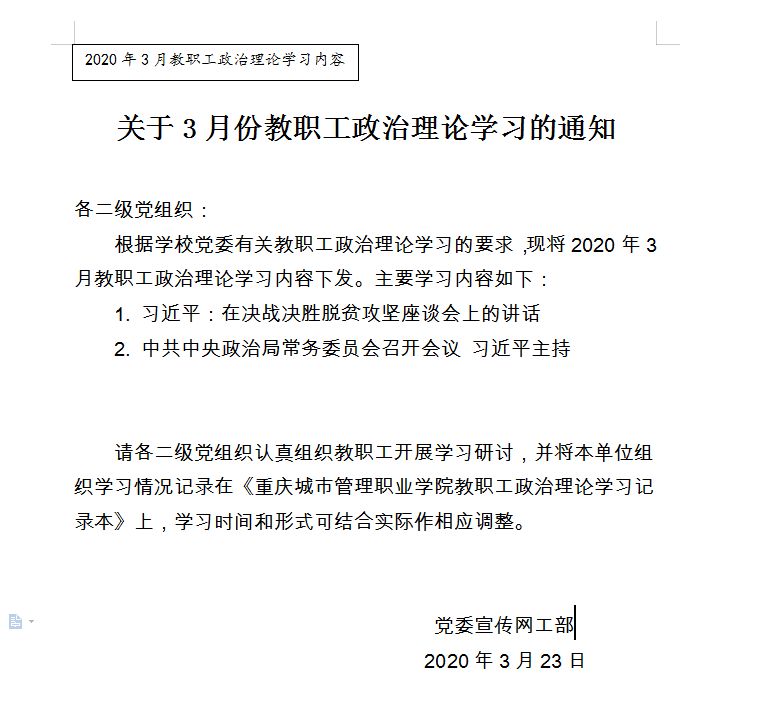 2020 年 3 月教职工政治理论学习内容
关于 3 月份教职工政治理论学习的通知
各二级党组织：
根据学校党委有关教职工政治理论学习的要求 ,现将 2020 年 3
月教职工政治理论学习内容下发。主要学习内容如下：
1. 习近平：在决战决胜脱贫攻坚座谈会上的讲话
2. 中共中央政治局常务委员会召开会议 习近平主持
请各二级党组织认真组织教职工开展学习研讨，并将本单位组
织学习情况记录在《重庆城市管理职业学院教职工政治理论学习记
录本》上，学习时间和形式可结合实际作相应调整。
党委宣传网工部
2020 年 3 月 23 日